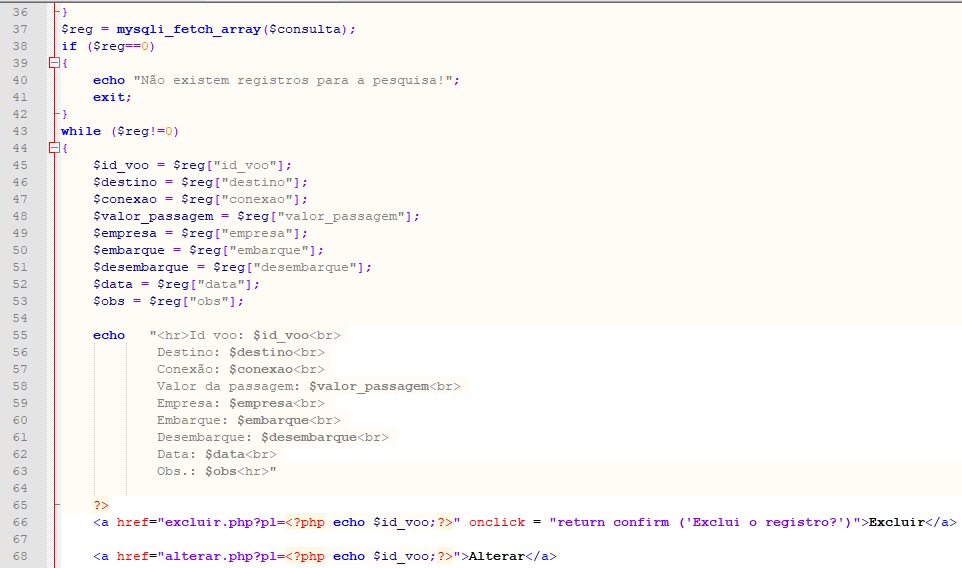 36 }
37 $reg = mysqli_fetch_array($consulta);
38 if ($reg==0)
39 {
40 echo "Não existem registros para a pesquisa!";
41 exit;
42 }
43 while ($reg!=0)
44 {
45 $id_voo = $reg["id_voo"];
46 $destino = $reg["destino"];
47 $conexao = $reg["conexao"];
48 $valor_passagem = $reg["valor_passagem"];
49 $empresa = $reg["empresa"];
50 $embarque = $reg["embarque"];
51 $desembarque = $reg["desembarque"];
52 $data = $reg["data"];
53 $obs = $reg["obs"];
54
55 echo "<hr>Id voo: $id_voo<br>
56 Destino: $destino<br>
57 Conexão: $conexao<br>
58 Valor da passagem: $valor_passagem<br>
59 Empresa: $empresa<br>
60 Embarque: $embarque<br>
61 Desembarque: $desembarque<br>
62 Data: $data<br>
63 Obs.: $obs<hr>"
64
65 ?>
66 <a href="excluir.php?pl=<?php echo $id_voo;?>" onclick = "return confirm ('Exclui o registro?')">Excluir</a>
67
68 <a href="alterar.php?pl=<?php echo $id_voo;?>">Alterar</a>